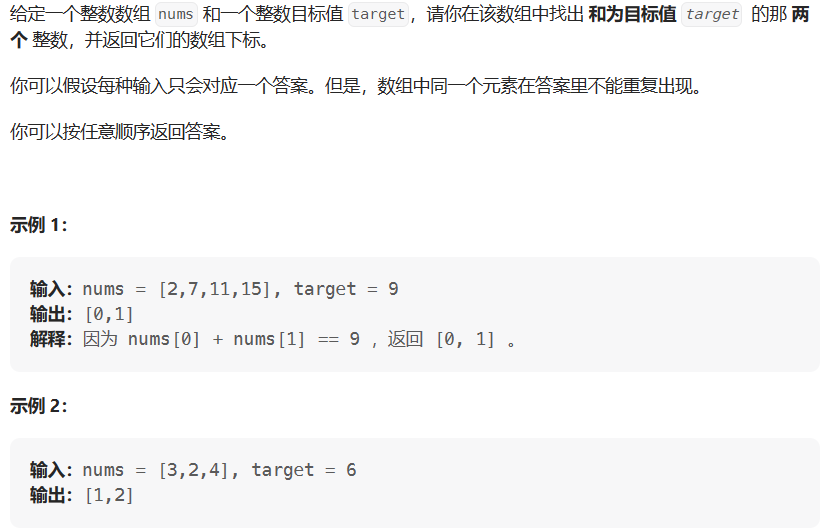 给定一个整数数组 nums 和一个整数目标值 target，请你在该数组中找出 和为目标值 target 的那 两
个 整数，并返回它们的数组下标。
你可以假设每种输入只会对应一个答案。但是，数组中同一个元素在答案里不能重复出现。
你可以按任意顺序返回答案。
示例 1：
输入：nums = [2,7,11,15], target = 9
输出：[0,1]
解释：因为 nums[0] + nums[1] == 9 ，返回 [0, 1] 。
示例 2：
输入：nums = [3,2,4], target = 6
输出：[1,2]